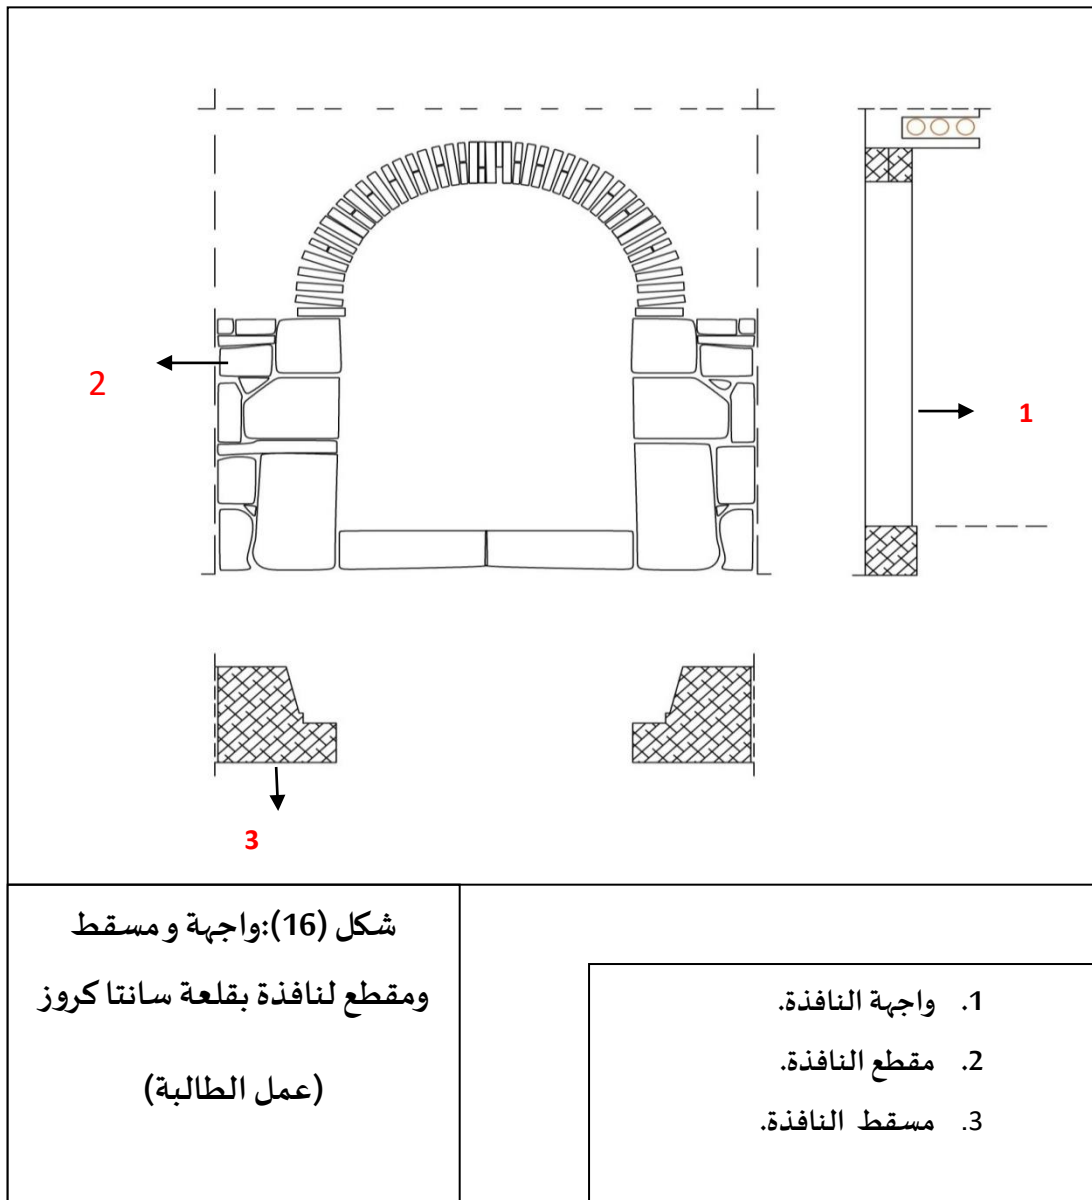 2
1
3
شكل (16):واجهة ومسقط
ومقطع لنافذة بقلعة سانتا كروز
(عمل الطالبة)
1. واجهة النافذة.
2. مقطع النافذة.
3. مسقط النافذة.